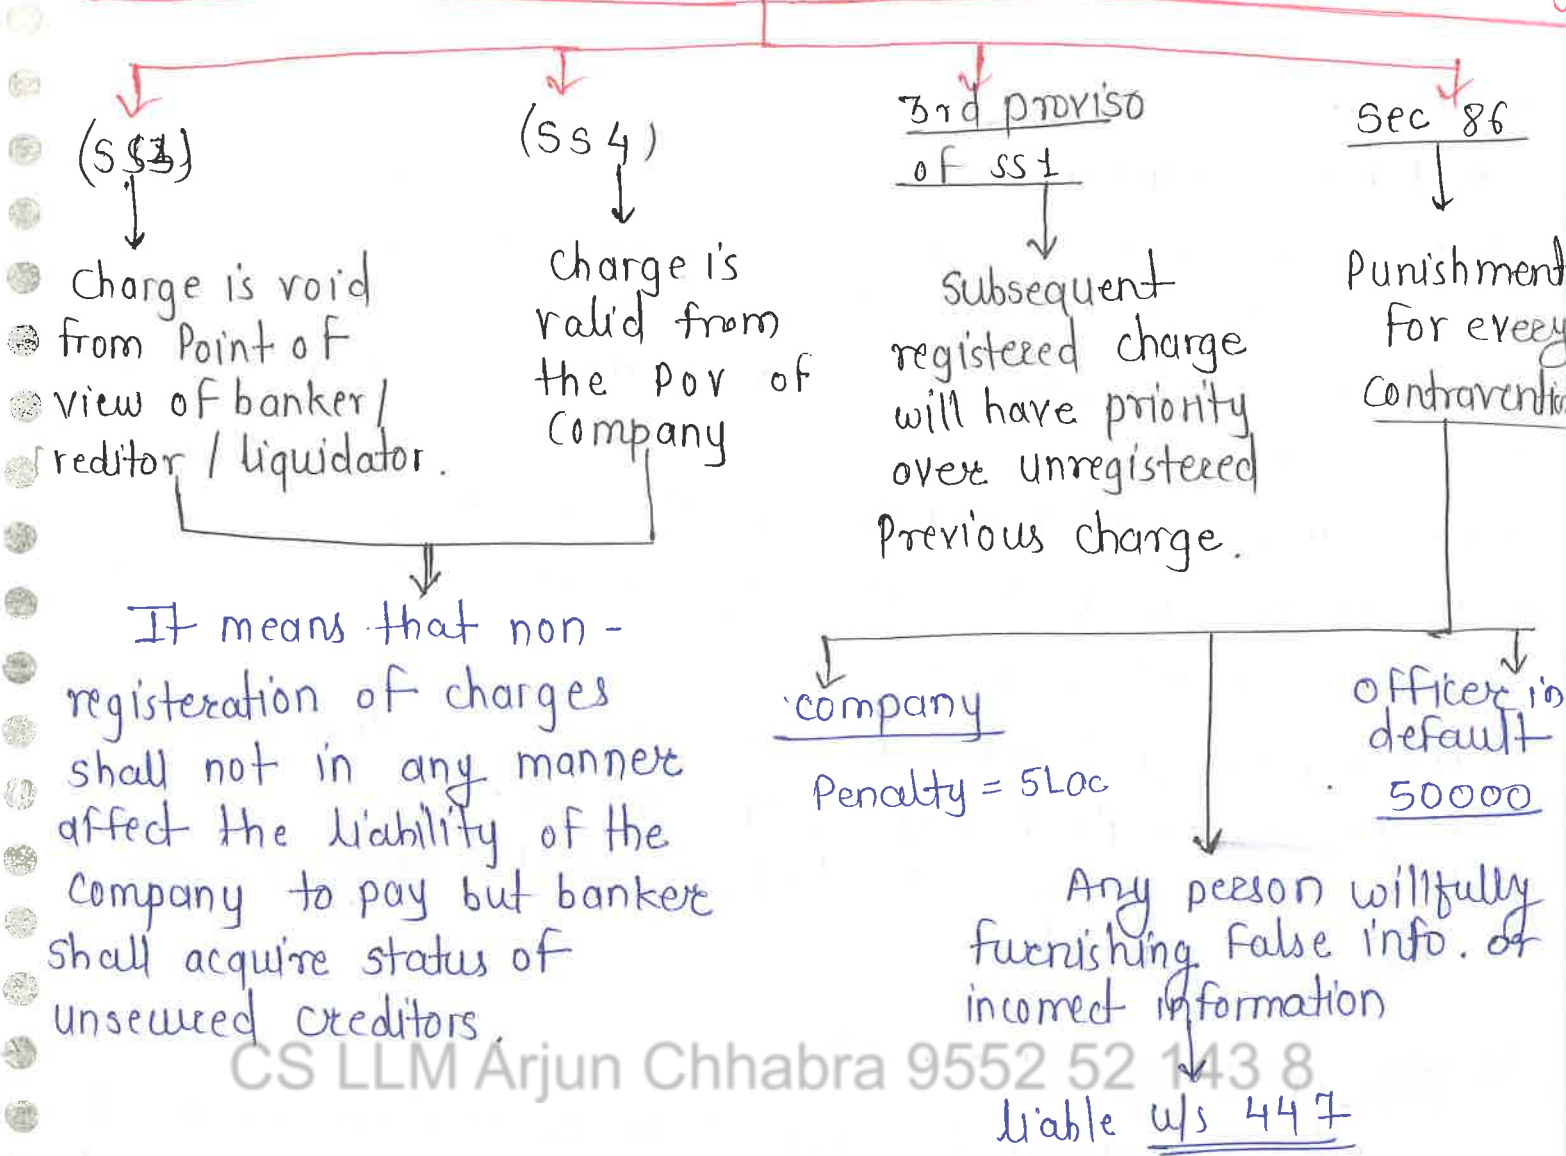 (SS3)
Charge is void
from Point of
view of banker /
reditor / liquidator.
(SS4)
Charge is
valid from
the POV of
Company
3rd proviso
of SS1
Subsequent
registered charge
will have priority
over unregistered
Previous charge.
Sec 86
Punishment
For every
Contravention
It means that non -
registeration of charges
shall not in any manner
affect the liability of the
Company to pay but banker
shall acquire status of
unsecured creditors.
company
Penalty = 5Lac
officer in
default
50000
Any person willfully
furnishing False info. or
incorrect information
liable u/s 447
CS LLM Arjun Chhabra 9552 52 143 8